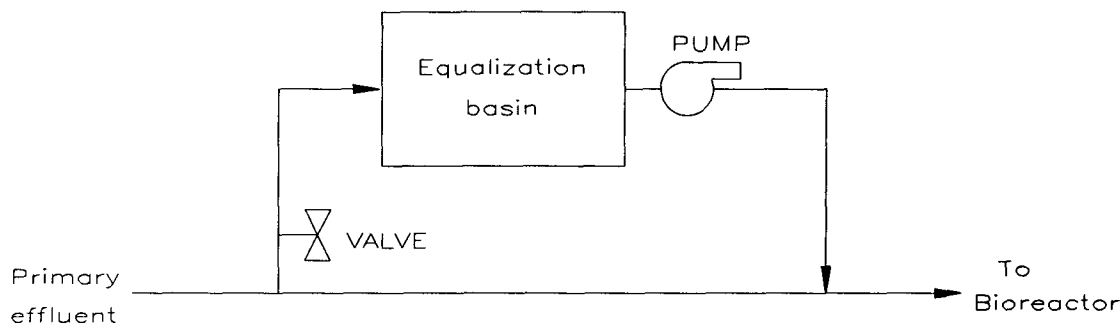 PUMP
Equalization
basin
VALVE
Primary
effluent
To
Bioreactor